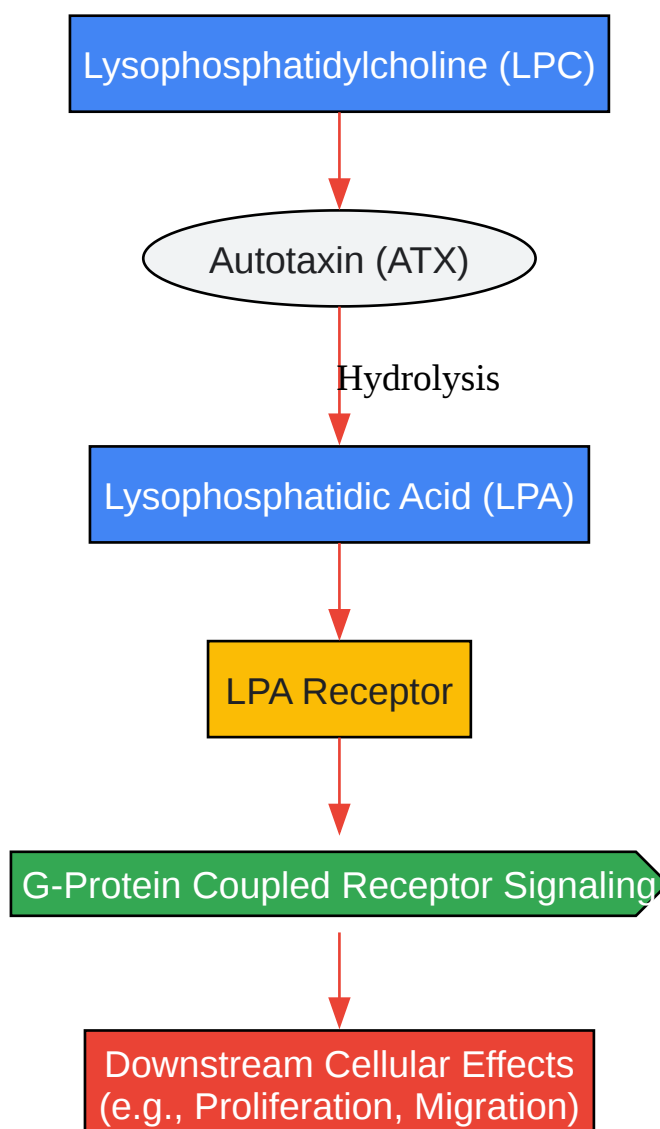 Lysophosphatidylcholine (LPC)
Autotaxin (ATX)
Hydrolysis
Lysophosphatidic Acid (LPA)
LPA Receptor
G-Protein Coupled Receptor Signaling
Downstream Cellular Effects
(e.g., Proliferation, Migration)